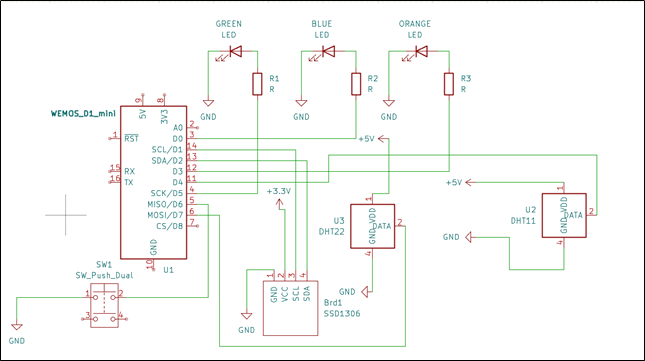 GREEN
LED
BLUE
LED
ORANGE
LED
R1
R
R2
R
R3
R
WEMOS_D1_mini
9
8
5V
3V3
A0
2
D0
3
1
RST
SCL/D1
14
SDA/D2
13
15
RX
D3
12
16
TX
D4
11
SCK/D5
4
MISO/D6
5
MOSI/D7
6
CS/D8
7
GND
10
U1
GND
GND
GND
+5V
+3.3V
U3
DHT22
1
VDD
DATA
2
GND
4
GND
+5V
U2
DHT11
1
VDD
DATA
2
GND
4
GND
SW1
SW_Push_Dual
1
2
3
4
GND
1
2
3
4
GND
VCC
SCL
SDA
Brd1
SSD1306
GND